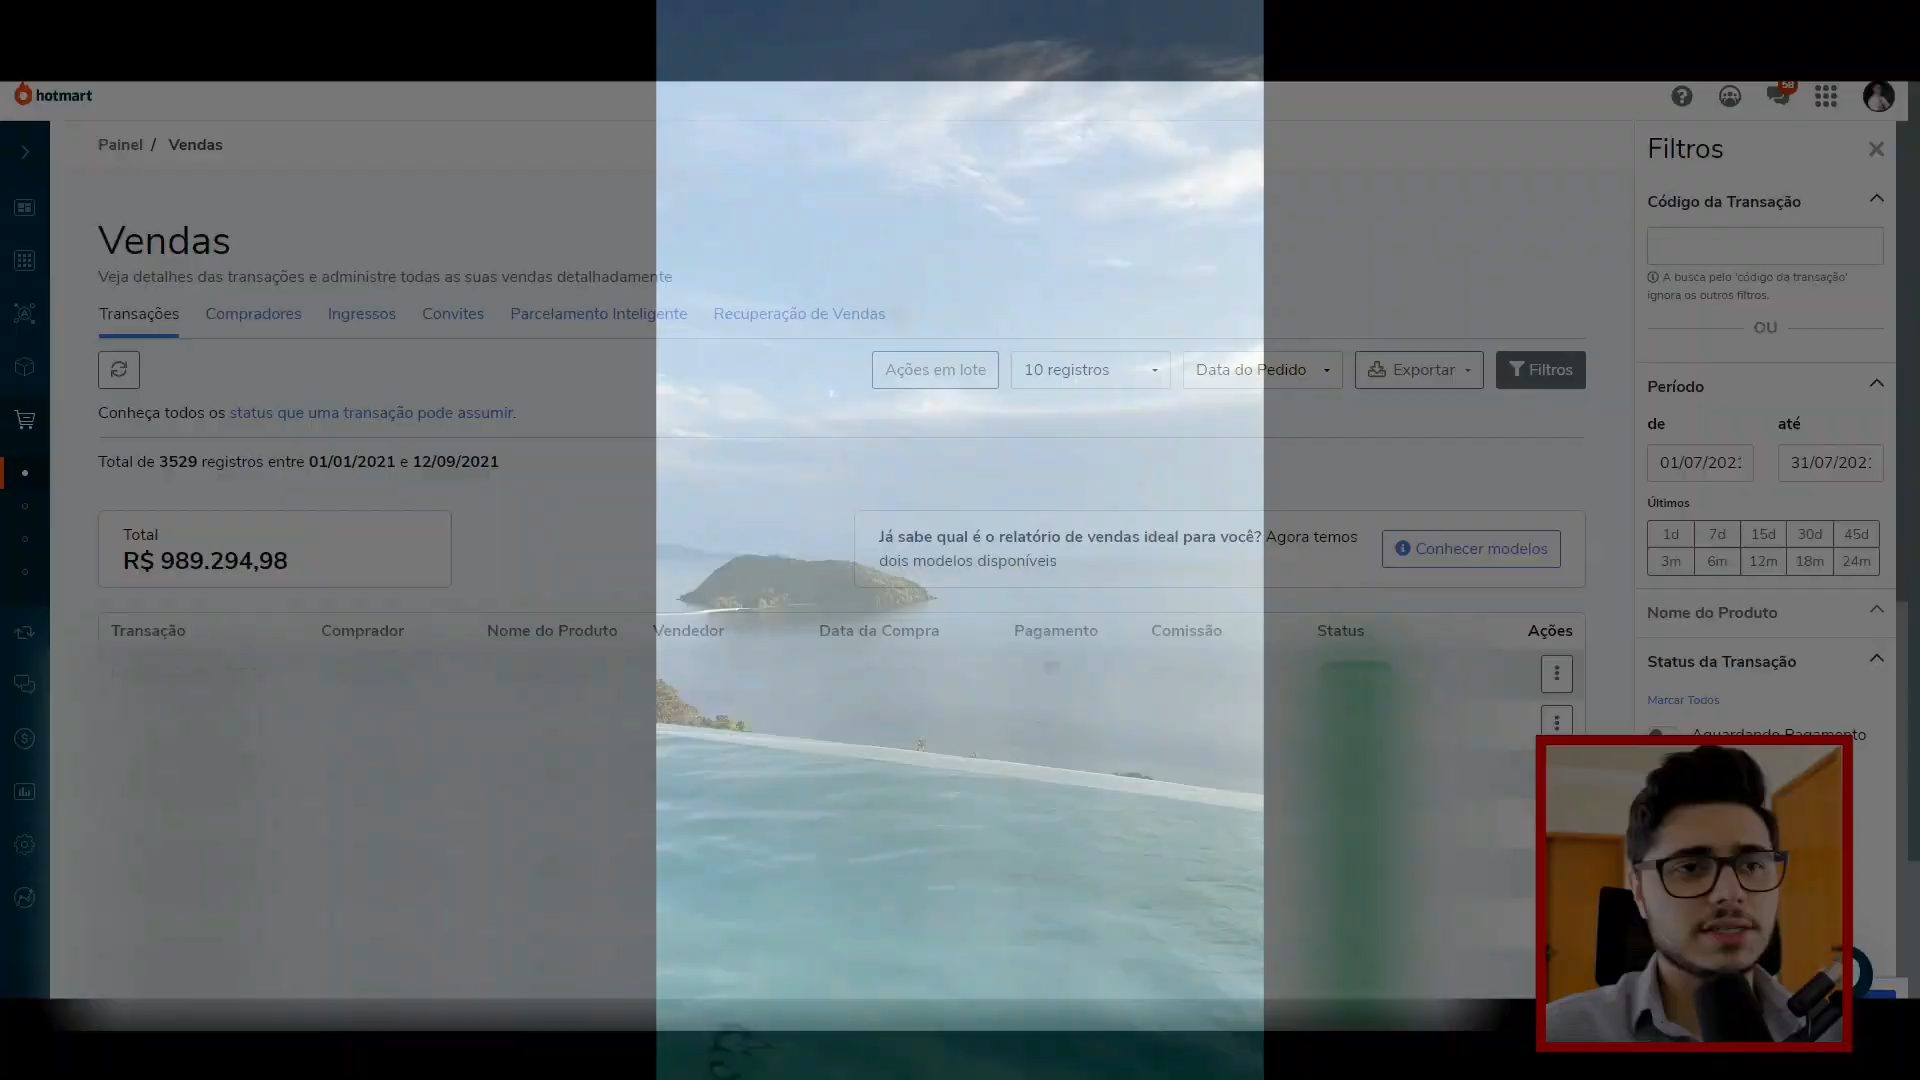 hotmart
58
Painel / Vendas
Vendas
Veja detalhes das transações e administre todas as suas vendas detalhadamente
Transações Compradores Ingressos Convites Parcelamento Inteligente Recuperação de Vendas
Ações em lote 10 registros Data do Pedido Exportar Filtros
Conheça todos os status que uma transação pode assumir.
Total de 3529 registros entre 01/01/2021 e 12/09/2021
Total
R$ 989.294,98
Já sabe qual é o relatório de vendas ideal para você? Agora temos
dois modelos disponíveis
Conhecer modelos
Transação Comprador Nome do Produto Vendedor Data da Compra Pagamento Comissão Status Ações
Filtros
Código da Transação
A busca pelo 'código da transação'
ignora os outros filtros.
OU
Período
de até
01/07/202 31/07/202
Últimos
1d 7d 15d 30d 45d
3m 6m 12m 18m 24m
Nome do Produto
Status da Transação
Marcar Todos
Aguardando Pagamento